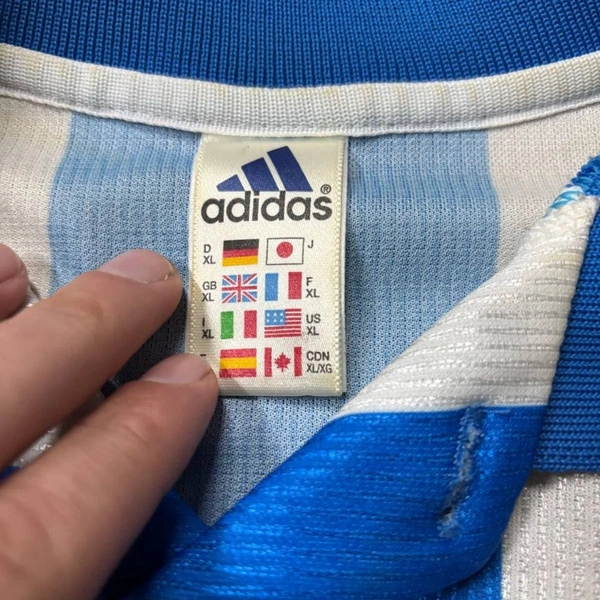 adidas®
D XL J
GB XL F XL
I XL US XL
E CDN XL/XG